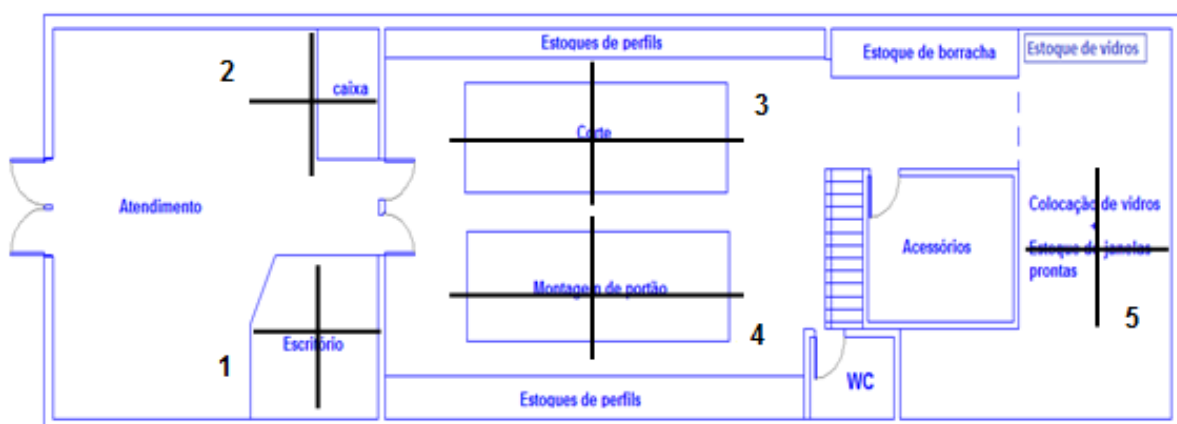 Estoques de perfils
Estoque de borracha
Estoque de vidros
2
caixa
3
Corte
Atendimento
Colocação de vidros
Acessórios
Estoque de janelas
prontas
Montagem de portão
5
4
1
Escritório
WC
Estoques de perfils